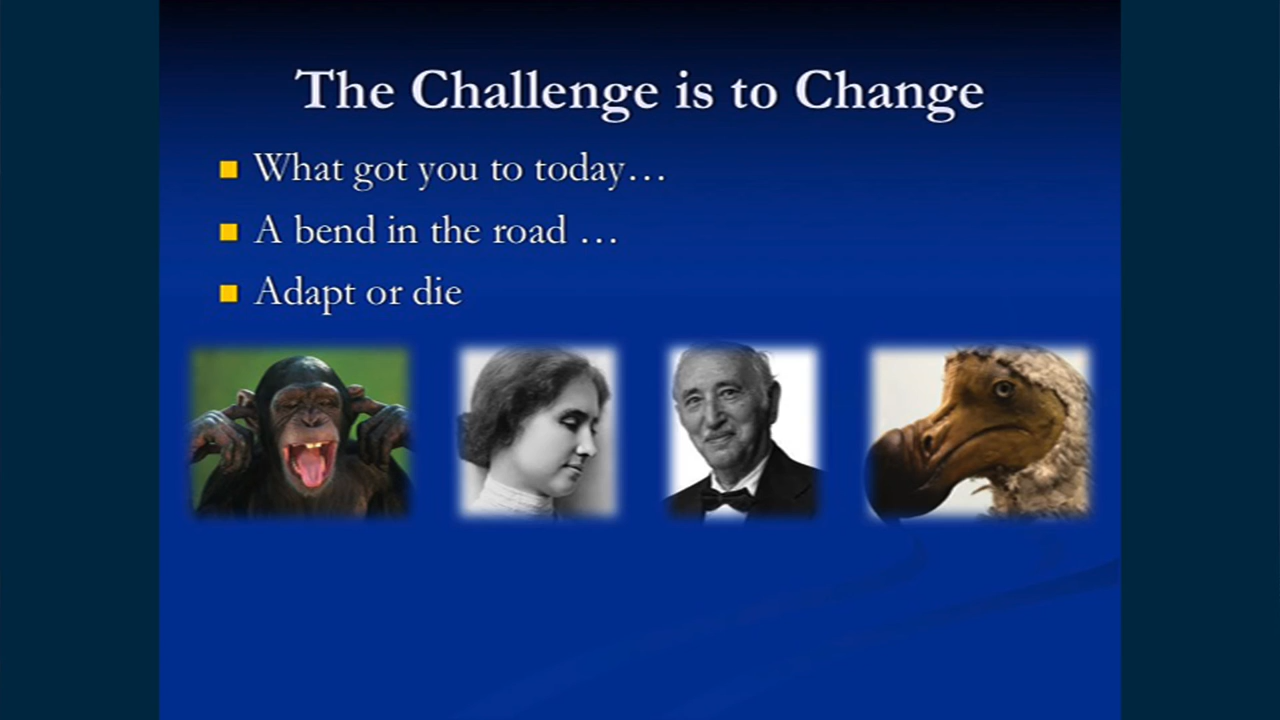 The Challenge is to Change
What got you to today…
A bend in the road …
Adapt or die